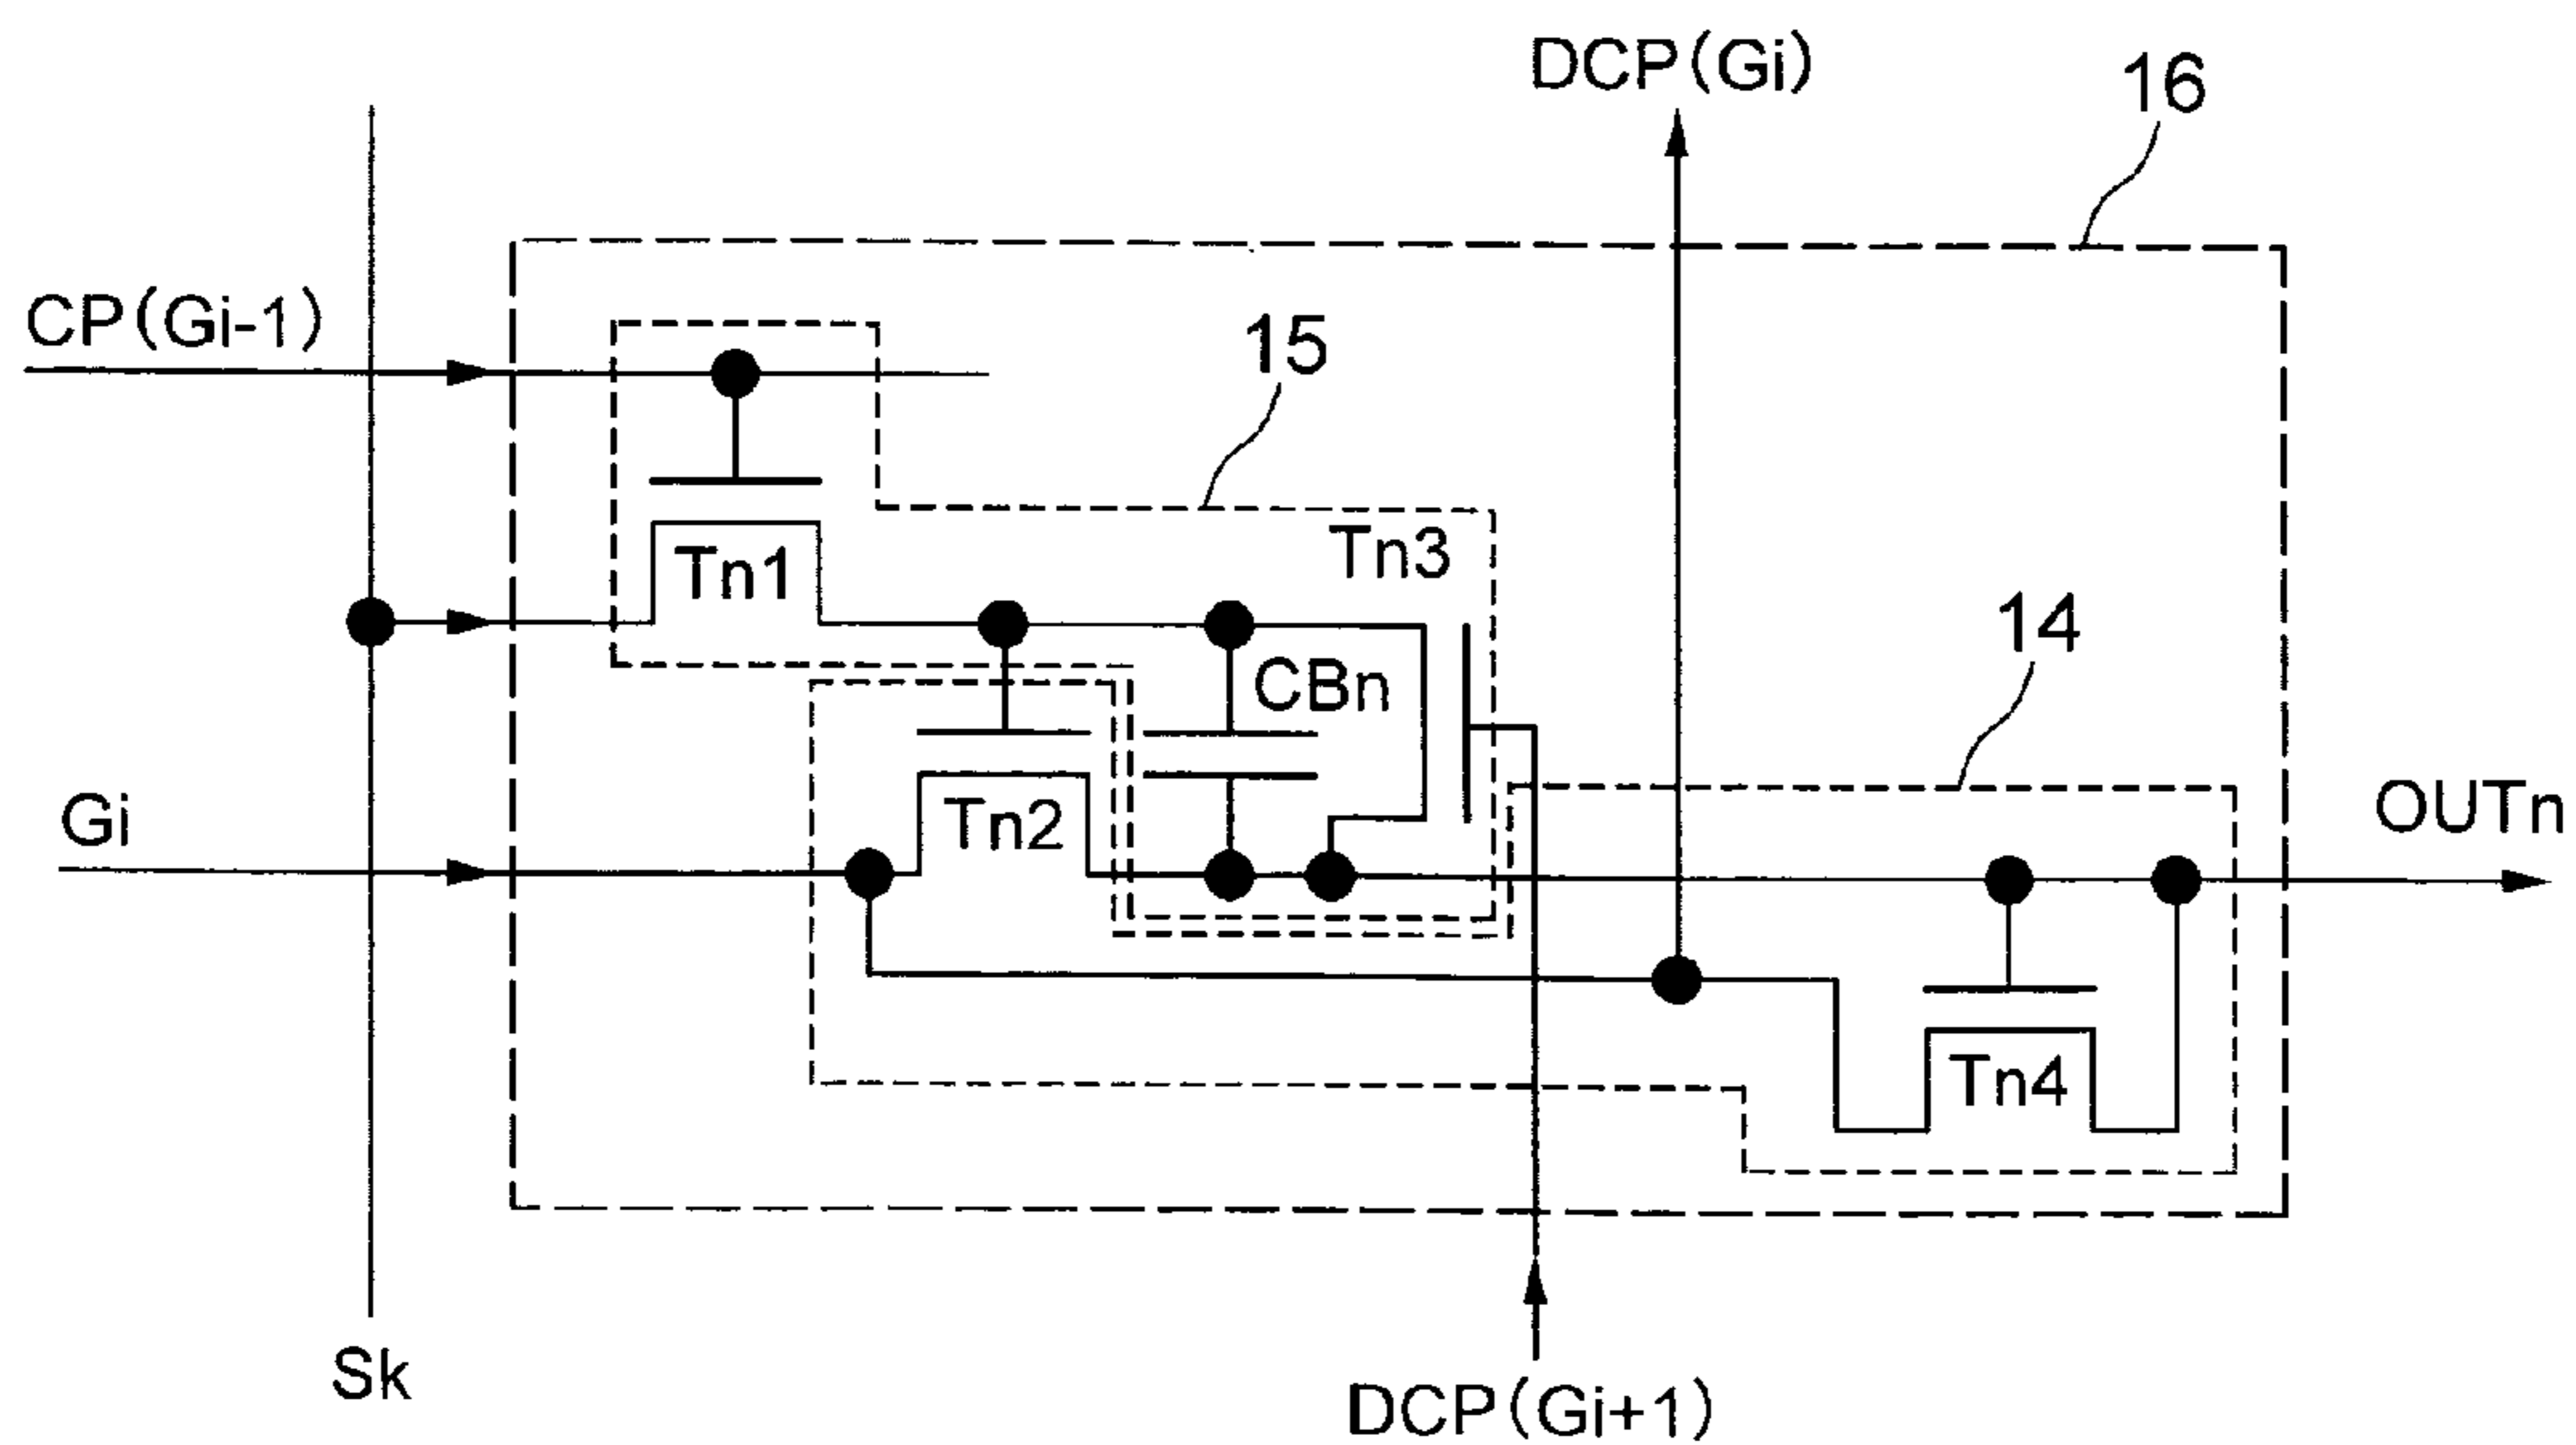 DCP(Gi)
16
CP(Gi-1)
15
Tn3
Tn1
14
CBn
Gi
Tn2
OUTn
Tn4
Sk
DCP(Gi+1)